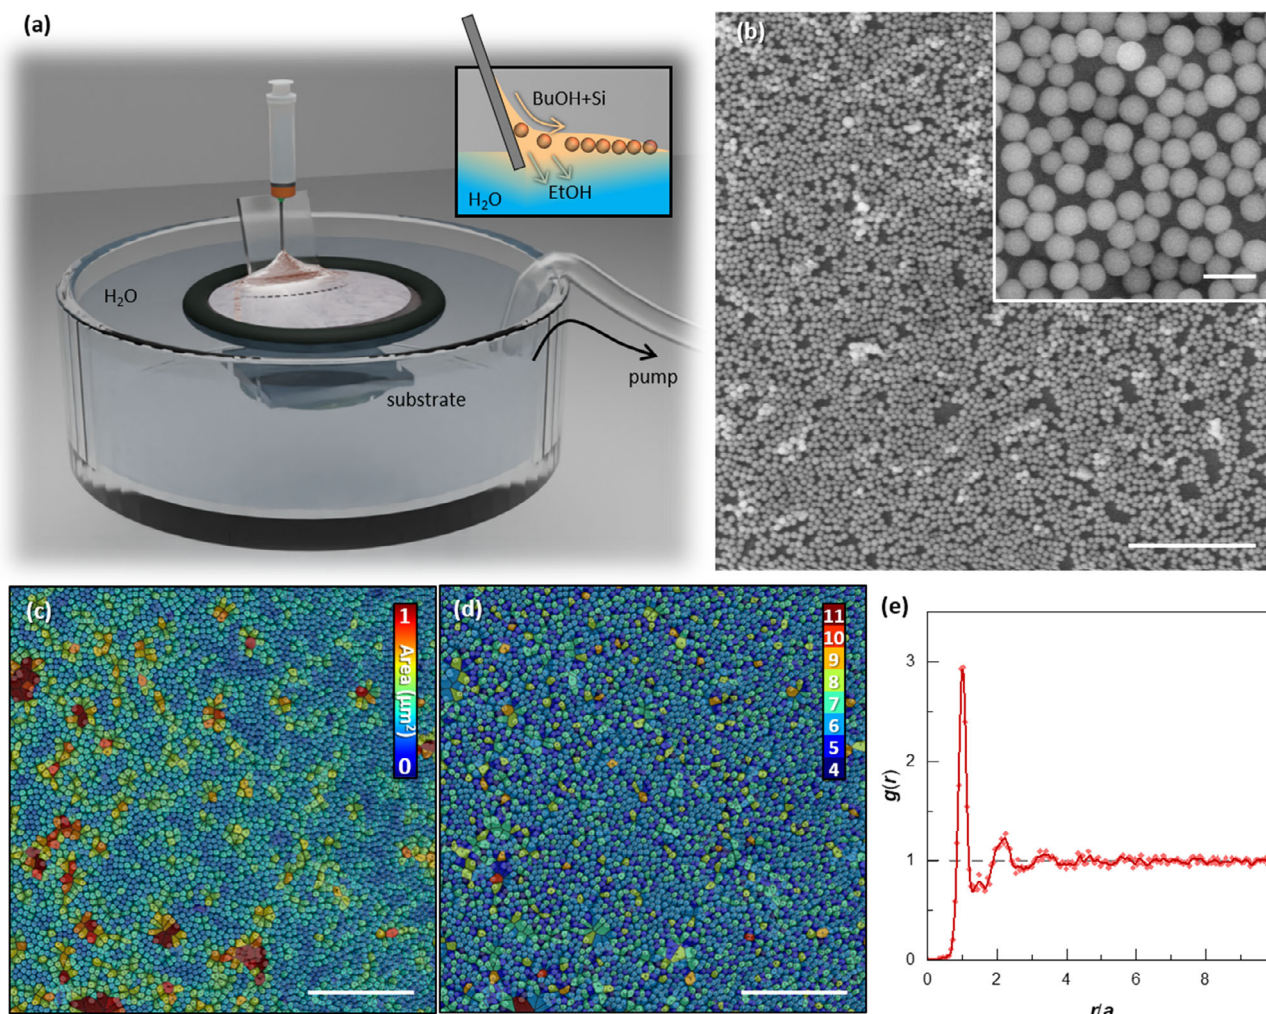 (a)
BuOH+Si
EtOH
H₂O
H₂O
pump
substrate
(b)
(c)
1
Area (μm²)
0
(d)
11
10
9
8
7
6
5
4
(e)
g(r)
3
2
1
0
0 2 4 6 8
r/a